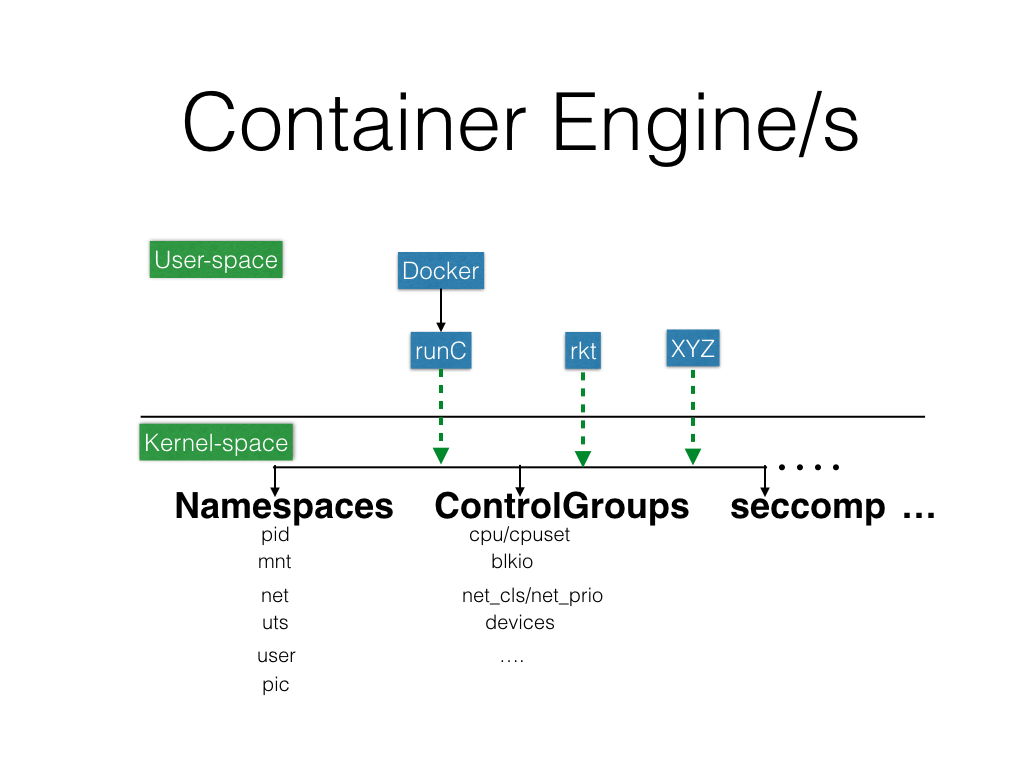 Container Engine/s
User-space
Docker
runC
rkt
XYZ
Kernel-space
....
Namespaces
pid
mnt
net
uts
user
pic
ControlGroups
cpu/cpuset
blkio
net_cls/net_prio
devices
....
seccomp ...